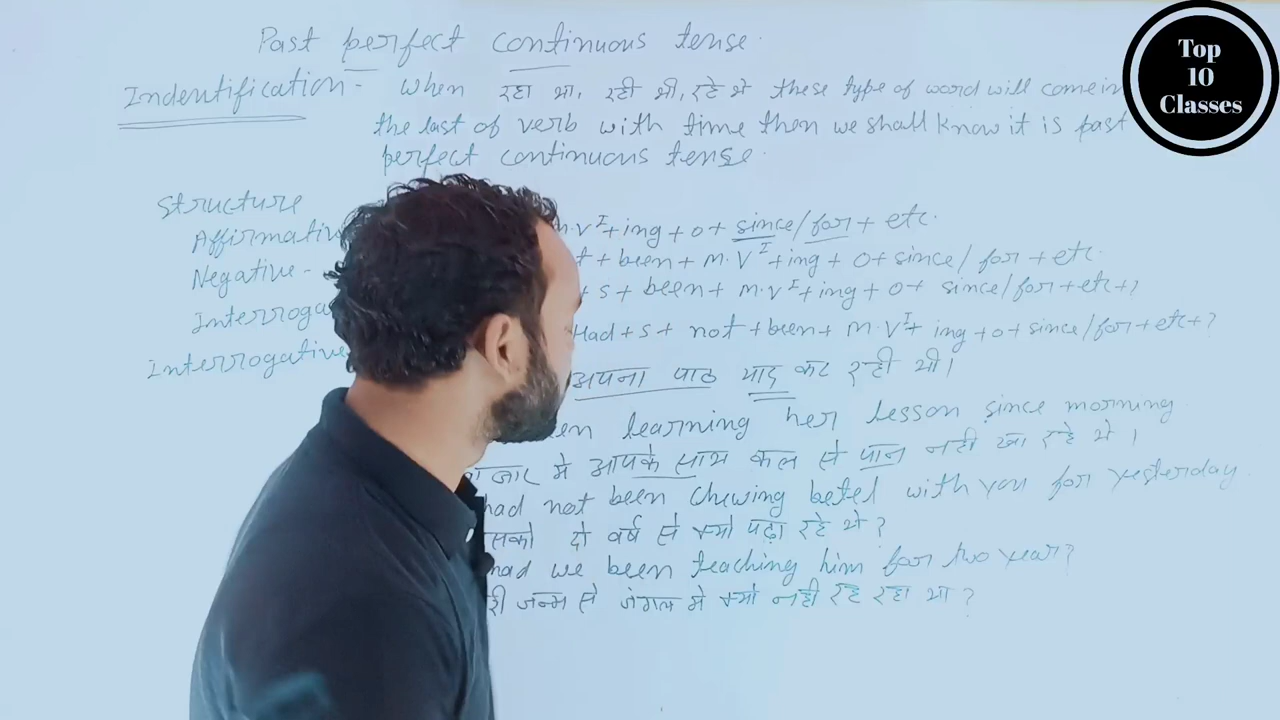 Past perfect continuous tense.
Indentification - When रहा था, रही थी, रहे थे these type of word will come in
the last of verb with time then we shall know it is past
perfect continuous tense.
Structure
Affirmativ
m.v I + ing + o + since/for + etc.
Negative -
t + been + m.v I + ing + o + since/for + etc.
Interroga
+ s + been + m.v I + ing + o + since/for + etc + ?
Interrogative
Had + s + not + been + m.v I + ing + o + since/for + etc + ?
अपना पाठ याद कर रही थी।
en learning her lesson since morning.
ाजार मे आपके साथ कल से पान नही खा रहे थे ।
had not been chewing betel with you for yesterday.
सको दो वर्ष से क्यो पढ़ा रहे थे ?
had we been teaching him for two year?
री जन्म से जंगल मे क्यो नही रह रहा था ?
Top
10
Classes